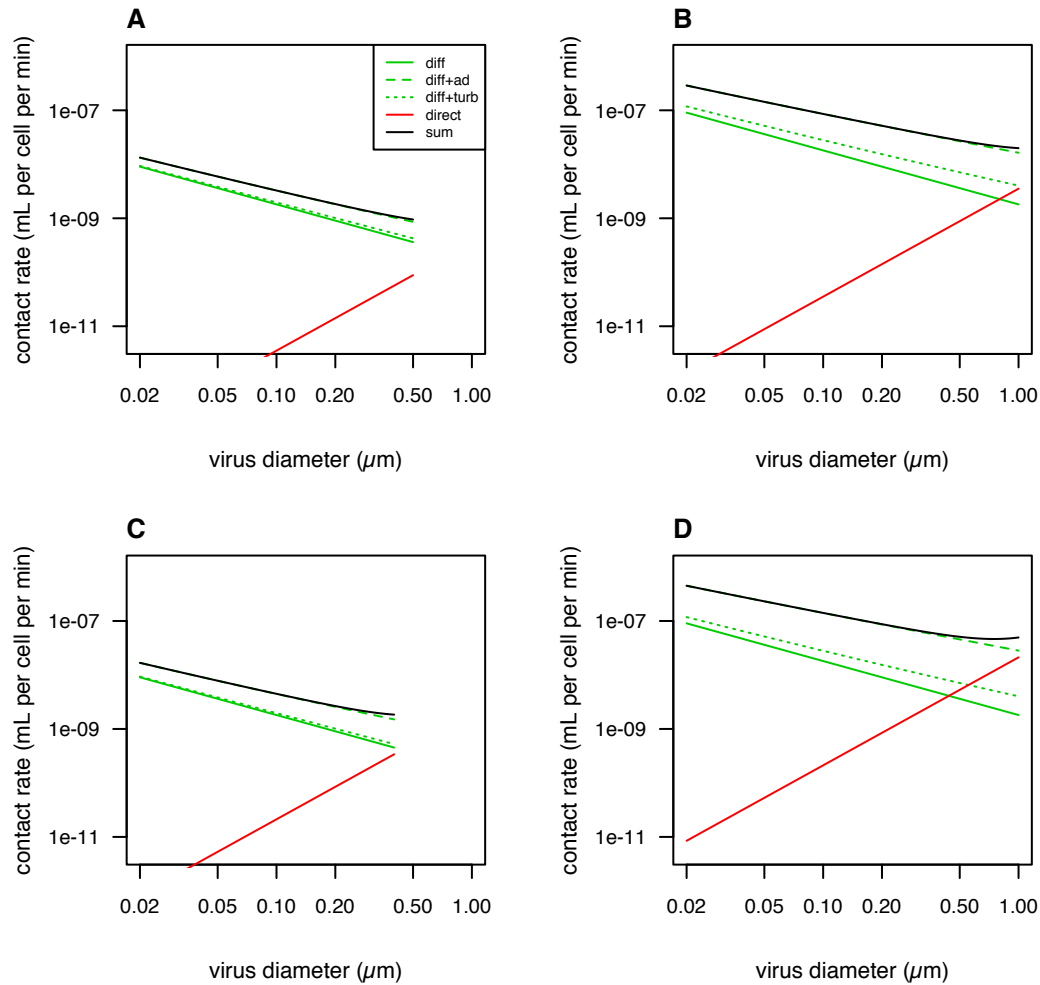 A
contact rate (mL per cell per min)
1e-07
1e-09
1e-11
diff
diff+ad
diff+turb
direct
sum
0.02 0.05 0.10 0.20 0.50 1.00
virus diameter (µm)
B
contact rate (mL per cell per min)
1e-07
1e-09
1e-11
0.02 0.05 0.10 0.20 0.50 1.00
virus diameter (µm)
C
contact rate (mL per cell per min)
1e-07
1e-09
1e-11
0.02 0.05 0.10 0.20 0.50 1.00
virus diameter (µm)
D
contact rate (mL per cell per min)
1e-07
1e-09
1e-11
0.02 0.05 0.10 0.20 0.50 1.00
virus diameter (µm)